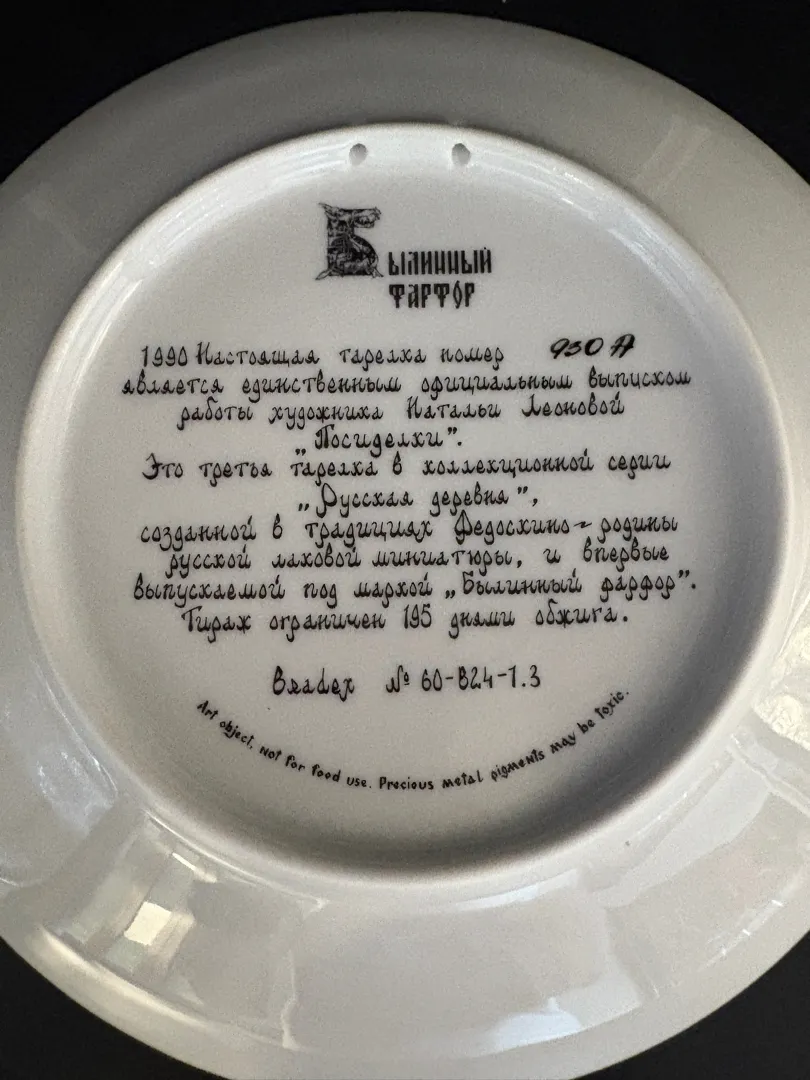 Былинный
фарфор
1990 Настоящая тарелка номер 930 А
является единственным официальным выпуском
работы художника Натальи Леоновой
„Посиделки”.
Это третья тарелка в коллекционной серии
„Русская деревня”,
созданной в традициях Федоскино – родины
русской лаковой миниатюры, и впервые
выпускаемой под маркой „Былинный фарфор”.
Тираж ограничен 195 днями обжига.
Bradex № 60-B24-1.3
Art object, not for food use. Precious metal pigments may be toxic.